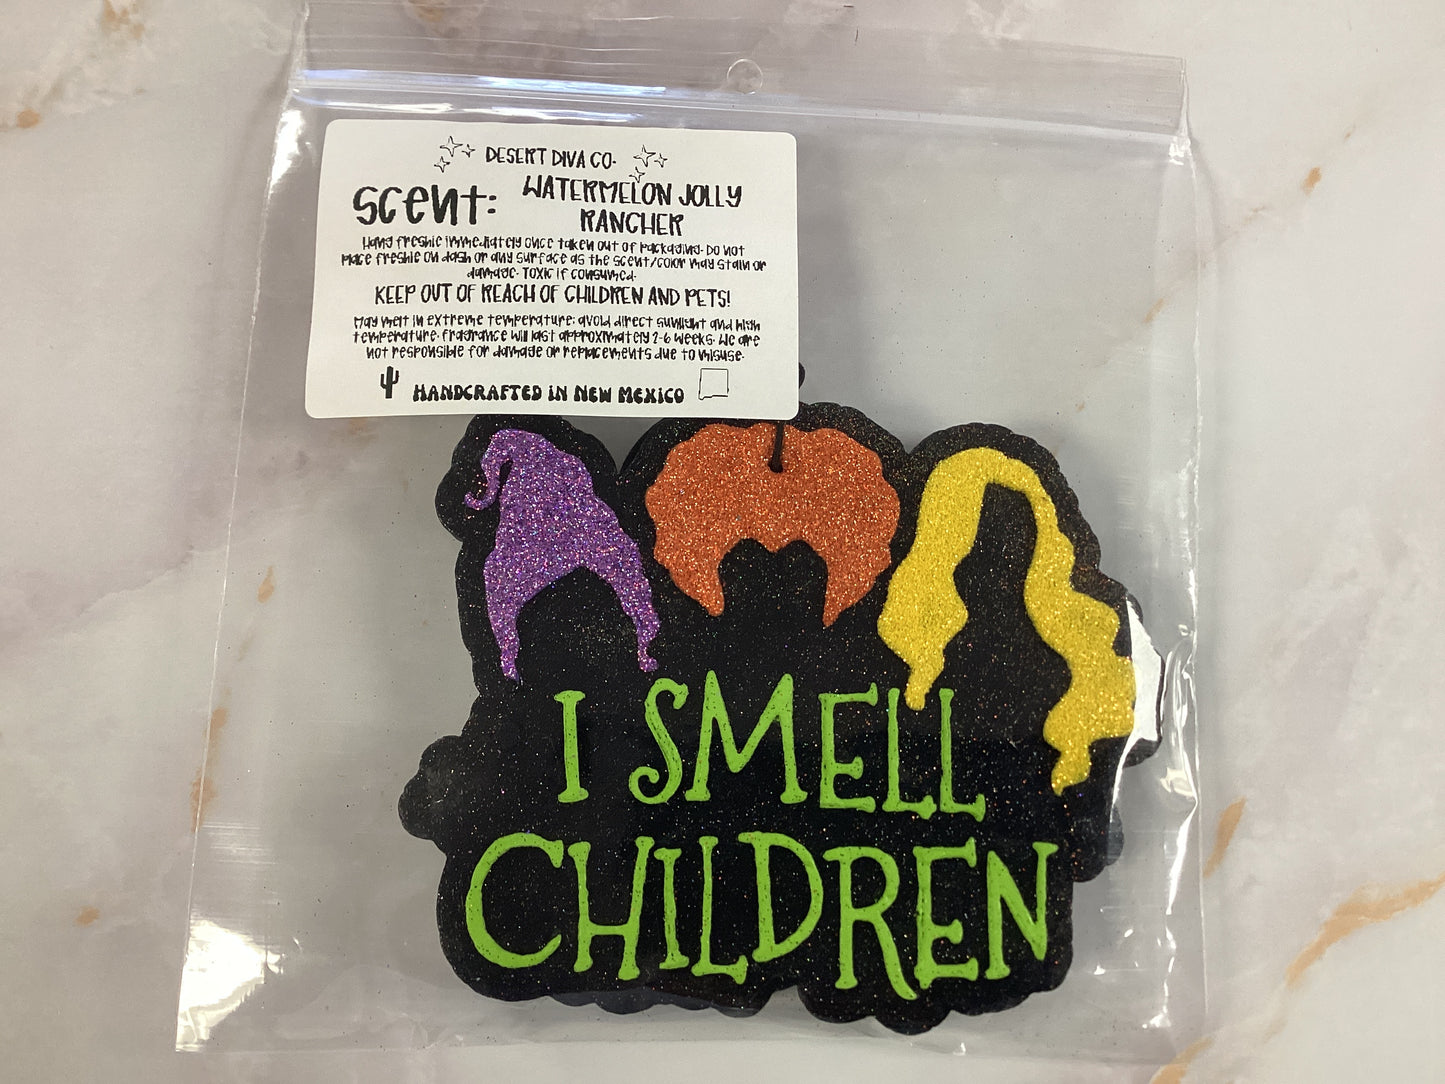 DESERT DIVA CO.
scent: WATERMELON JOLLY
RANCHER
Hang freshie immediately once taken out of packaging. Do not
place freshie on dash or any surface as the scent/color may stain or
damage. Toxic if consumed.
KEEP OUT OF REACH OF CHILDREN AND PETS!
May melt in extreme temperature; avoid direct sunlight and high
temperature. Fragrance will last approximately 2-6 weeks. We are
not responsible for damage or replacements due to misuse.
HANDCRAFTED IN NEW MEXICO
I SMELL
CHILDREN